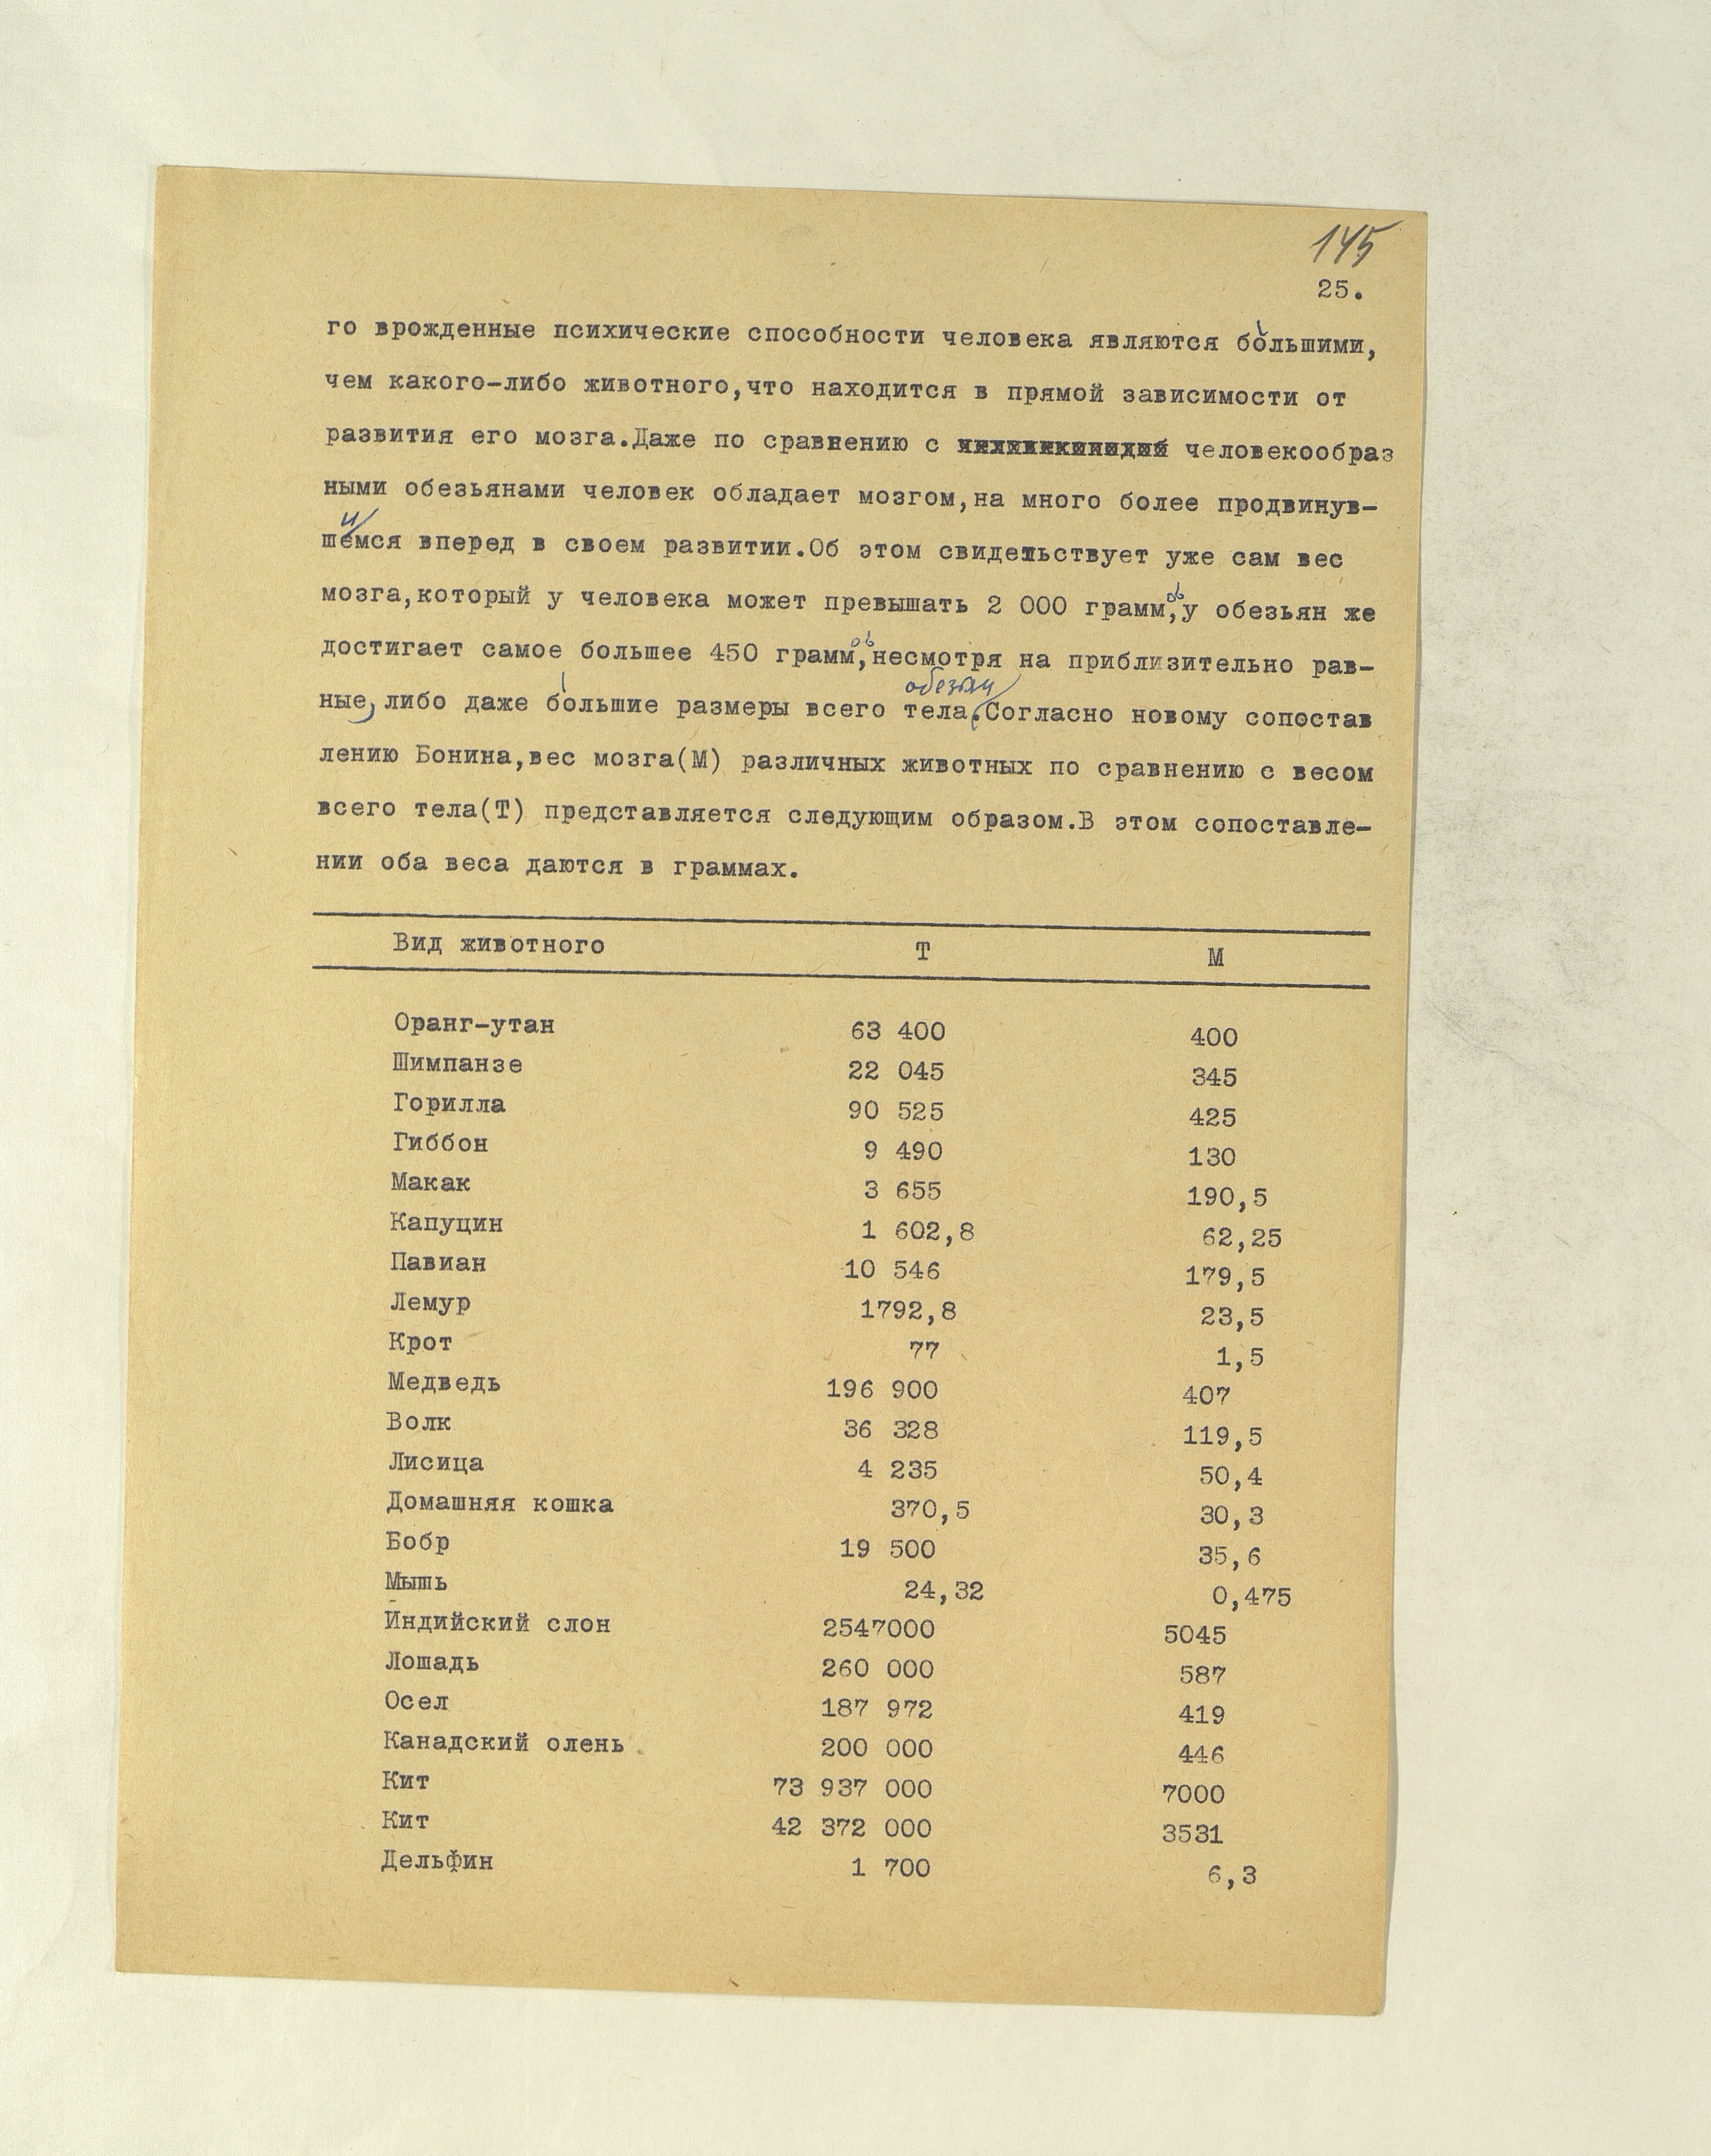 145
25.
го врожденные психические способности человека являются большими,
чем какого-либо животного,что находится в прямой зависимости от
развития его мозга.Даже по сравнению с человекообраз
ными обезьянами человек обладает мозгом,на много более продвинув-
и
шемся вперед в своем развитии.Об этом свидельствует уже сам вес
ов
мозга,который у человека может превышать 2 000 грамм,у обезьян же
ов
достигает самое большее 450 грамм,несмотря на приблизительно рав-
обезьян
ные, либо даже большие размеры всего тела.Согласно новому сопостав
лению Бонина,вес мозга(М) различных животных по сравнению с весом
всего тела(Т) представляется следующим образом.В этом сопоставле-
нии оба веса даются в граммах.
Вид животного Т М
Оранг-утан 63 400 400
Шимпанзе 22 045 345
Горилла 90 525 425
Гиббон 9 490 130
Макак 3 655 190,5
Капуцин 1 602,8 62,25
Павиан 10 546 179,5
Лемур 1792,8 23,5
Крот 77 1,5
Медведь 196 900 407
Волк 36 328 119,5
Лисица 4 235 50,4
Домашняя кошка 370,5 30,3
Бобр 19 500 35,6
Мышь 24,32 0,475
Индийский слон 2547000 5045
Лошадь 260 000 587
Осел 187 972 419
Канадский олень 200 000 446
Кит 73 937 000 7000
Кит 42 372 000 3531
Дельфин 1 700 6,3